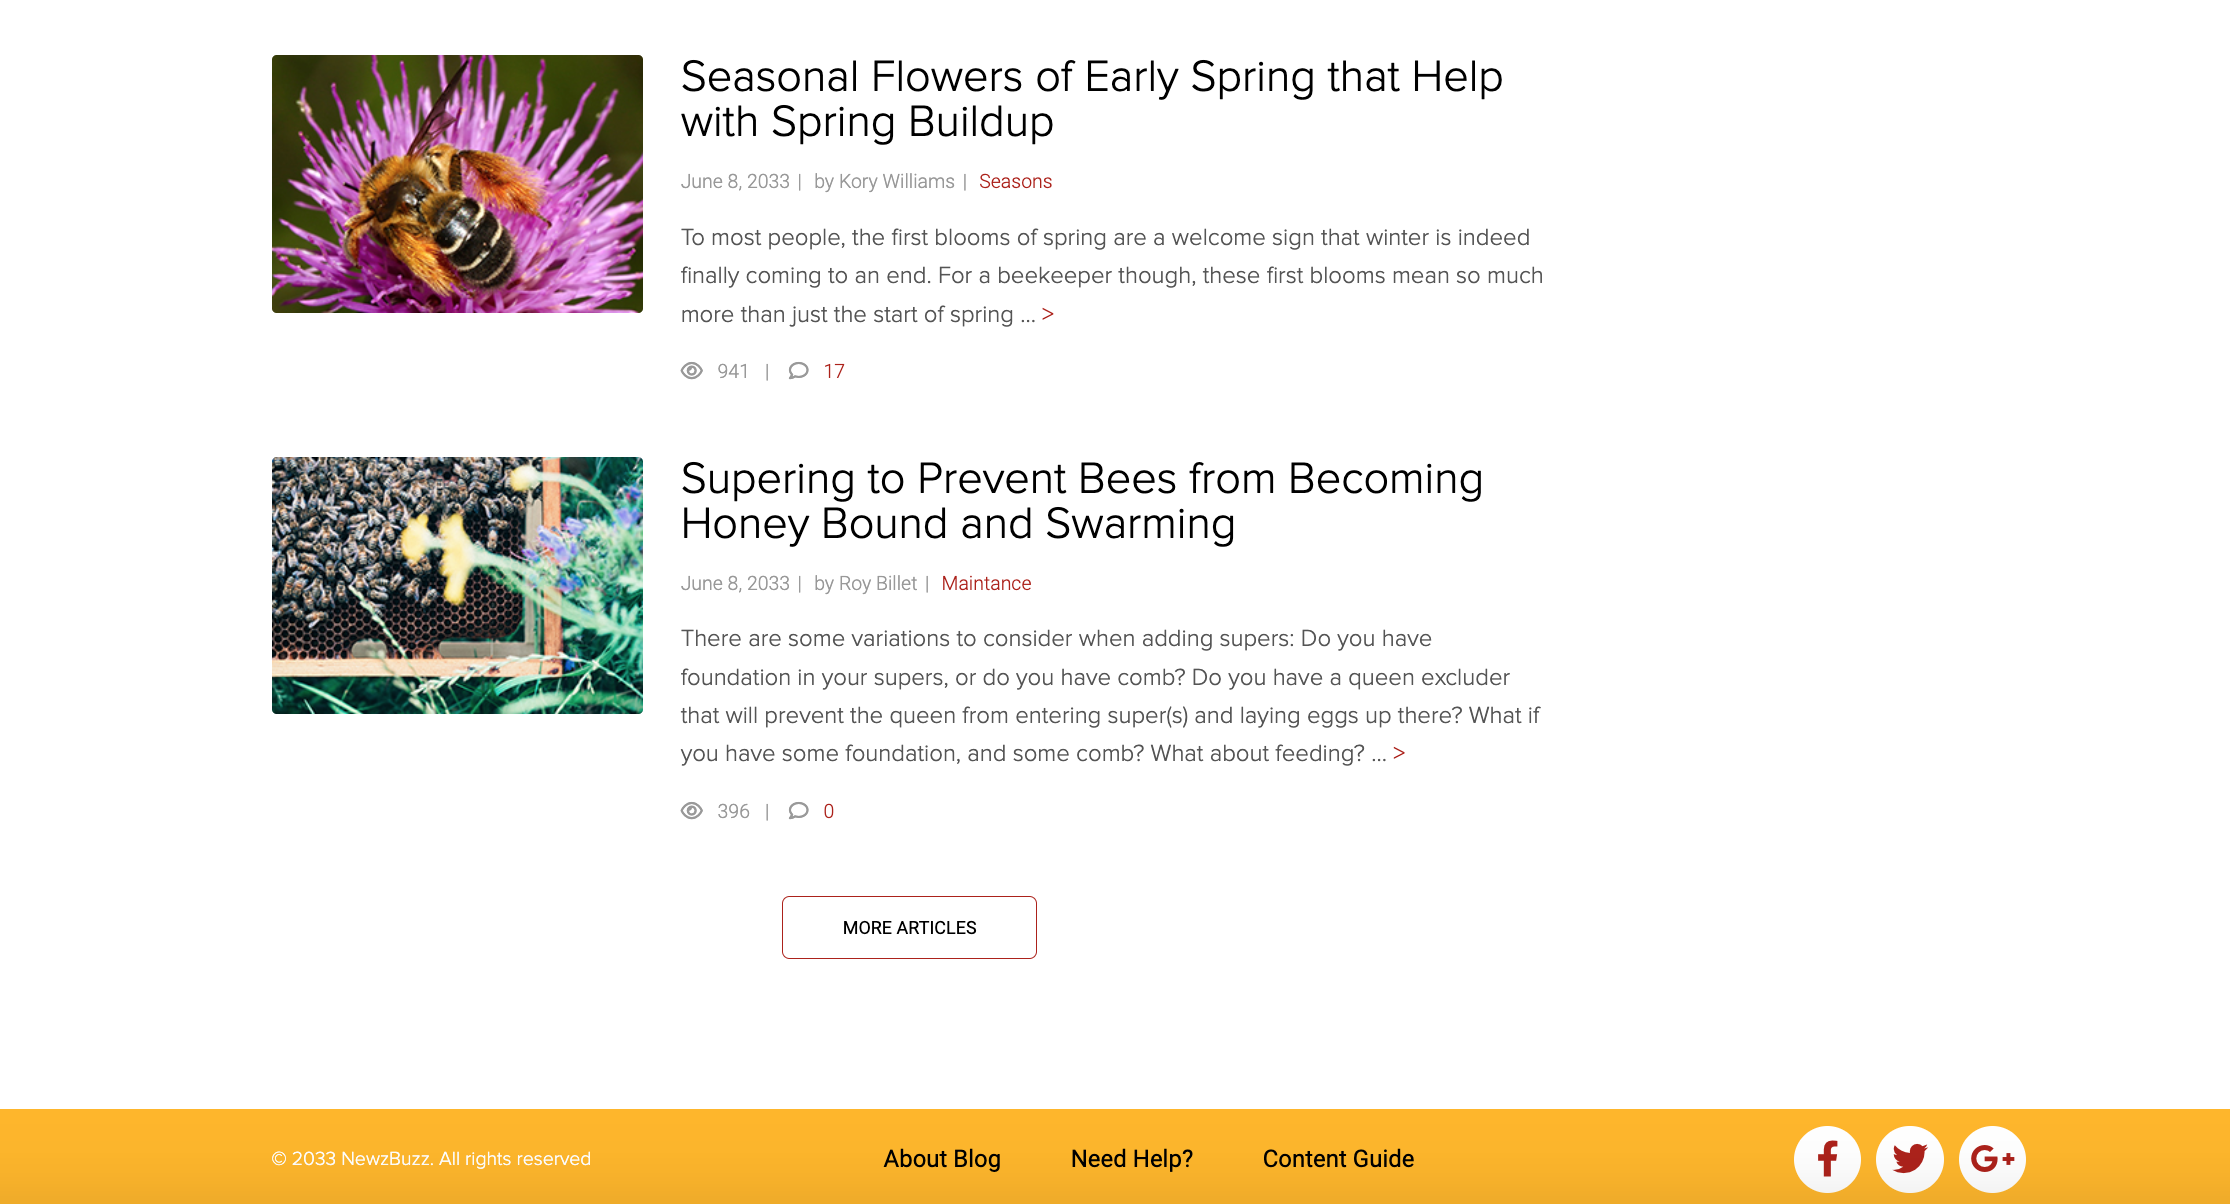 Seasonal Flowers of Early Spring that Help
with Spring Buildup
June 8, 2033 | by Kory Williams | Seasons
To most people, the first blooms of spring are a welcome sign that winter is indeed
finally coming to an end. For a beekeeper though, these first blooms mean so much
more than just the start of spring ... >
941 | 17
Supering to Prevent Bees from Becoming
Honey Bound and Swarming
June 8, 2033 | by Roy Billet | Maintance
There are some variations to consider when adding supers: Do you have
foundation in your supers, or do you have comb? Do you have a queen excluder
that will prevent the queen from entering super(s) and laying eggs up there? What if
you have some foundation, and some comb? What about feeding? ... >
396 | 0
MORE ARTICLES
© 2033 NewzBuzz. All rights reserved About Blog Need Help? Content Guide f G+